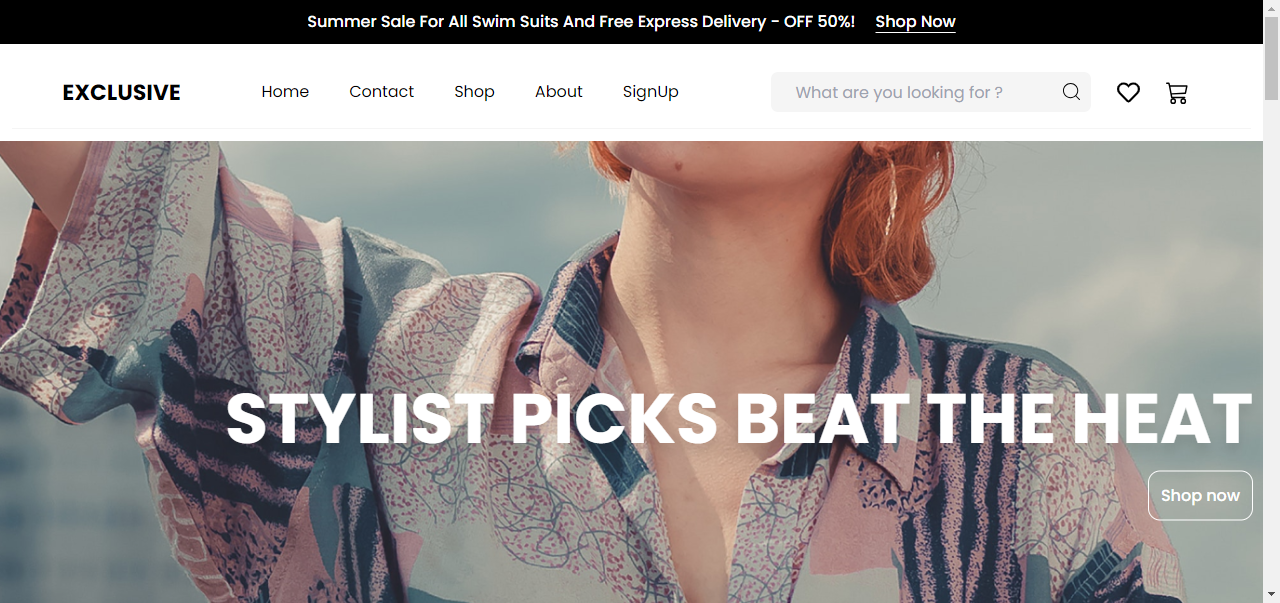 Summer Sale For All Swim Suits And Free Express Delivery - OFF 50%! Shop Now
EXCLUSIVE Home Contact Shop About SignUp What are you looking for ?
STYLIST PICKS BEAT THE HEAT
Shop now